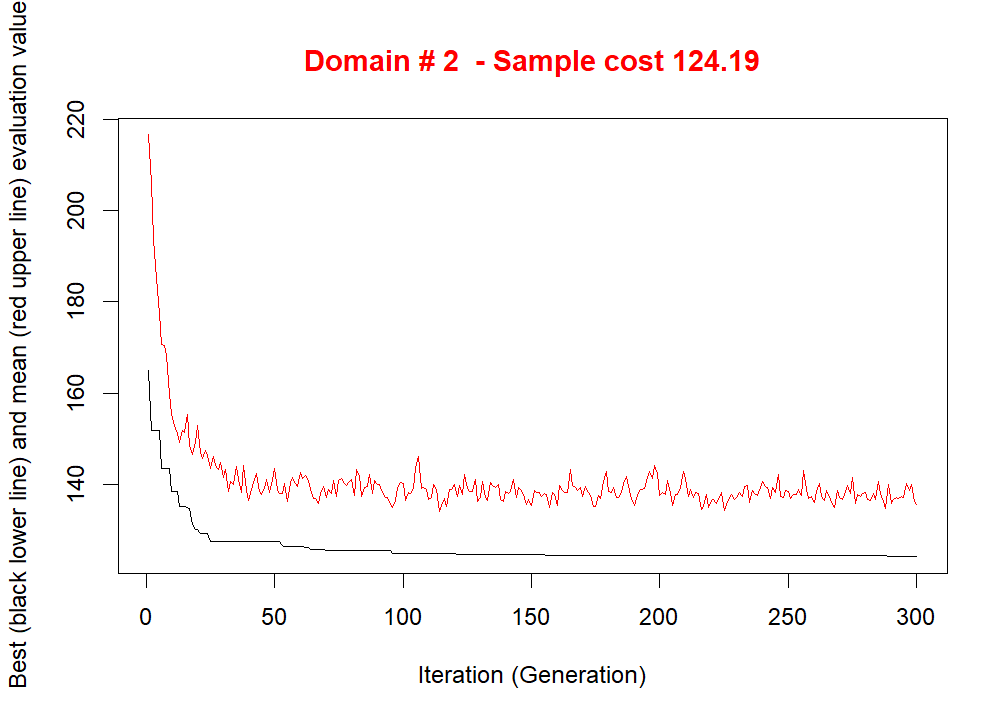 Domain # 2  - Sample cost 124.19
Best (black lower line) and mean (red upper line) evaluation value
220
200
180
160
140
0 50 100 150 200 250 300
Iteration (Generation)